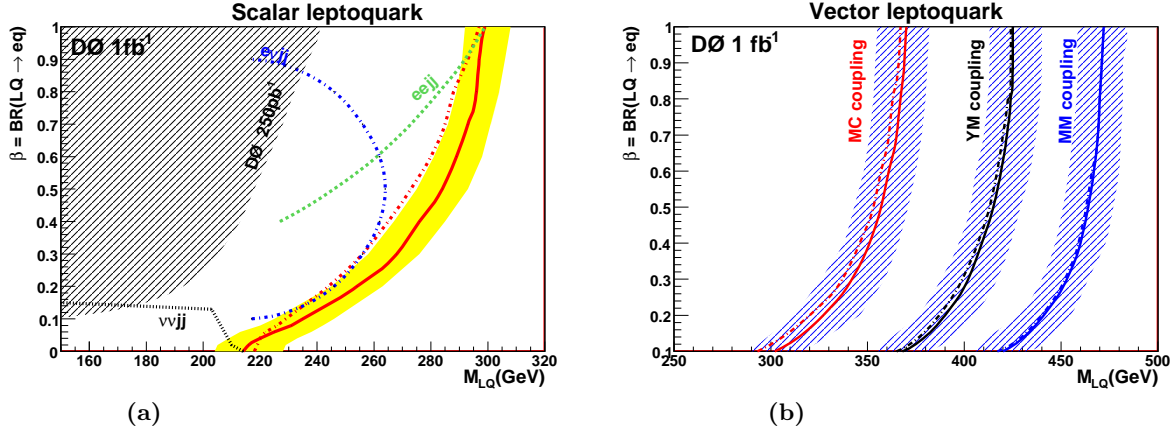 Scalar leptoquark
β = BR(LQ → eq)
1
0.9
0.8
0.7
0.6
0.5
0.4
0.3
0.2
0.1
0
DØ 1fb⁻¹
eνjj
eejj
DØ 250pb⁻¹
ννjj
160 180 200 220 240 260 280 300 320
M_LQ(GeV)
(a)
Vector leptoquark
β = BR(LQ → eq)
1
0.9
0.8
0.7
0.6
0.5
0.4
0.3
0.2
0.1
DØ 1 fb⁻¹
MC coupling
YM coupling
MM coupling
250 300 350 400 450 500
M_LQ(GeV)
(b)